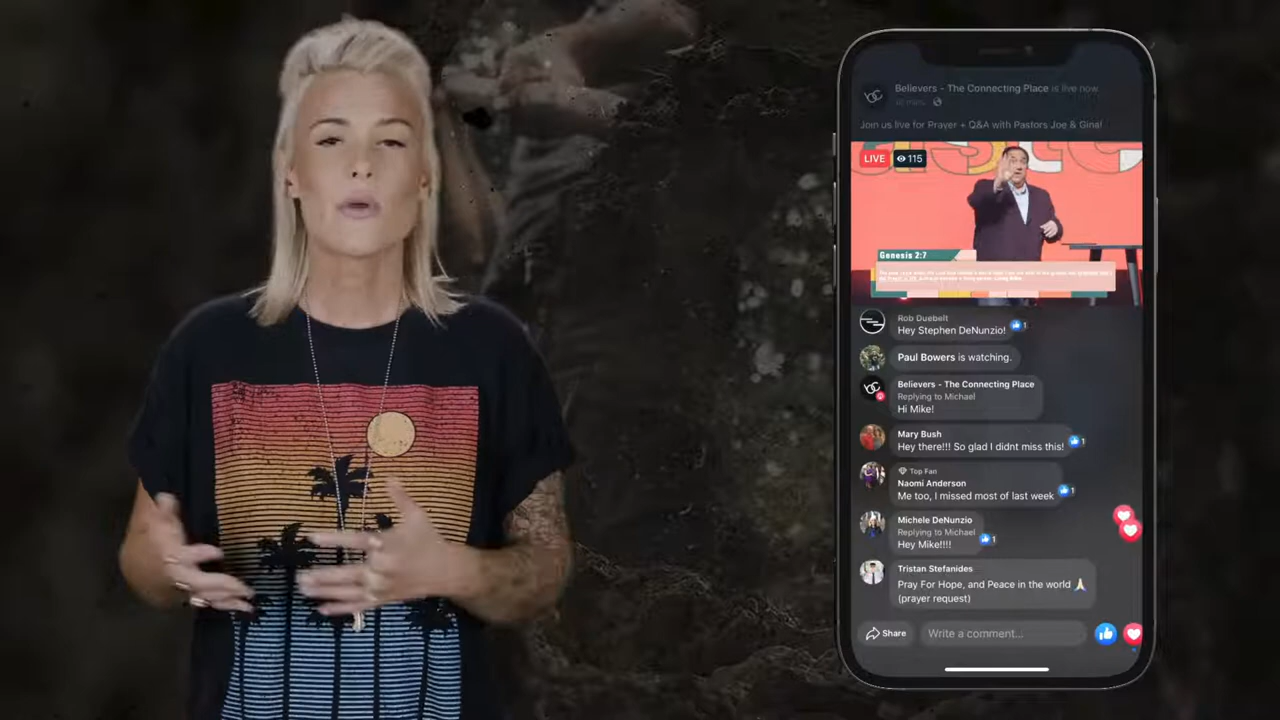 Believers - The Connecting Place is live now
Join us live for Prayer + Q&A with Pastors Joe & Gina!
LIVE 115
Genesis 2:7
Rob Duebelt
Hey Stephen DeNunzio! 1
Paul Bowers is watching.
Believers - The Connecting Place
Replying to Michael
Hi Mike!
Mary Bush
Hey there!!! So glad I didnt miss this! 1
Top Fan
Naomi Anderson
Me too, I missed most of last week 1
Michele DeNunzio
Replying to Michael
Hey Mike!!!! 1
Tristan Stefanides
Pray For Hope, and Peace in the world 🙏
(prayer request)
Share Write a comment...